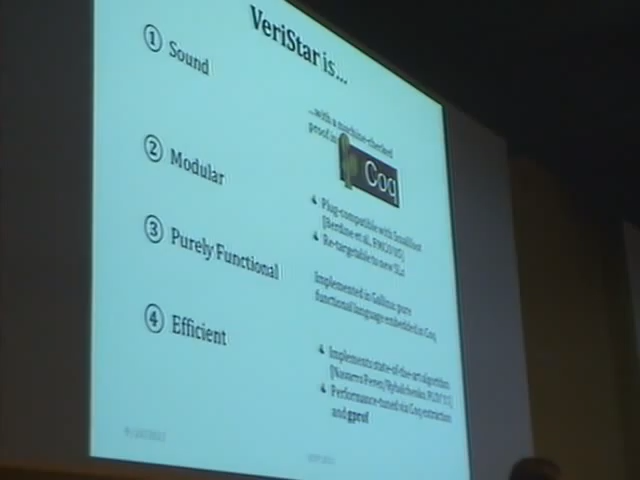 VeriStar is...
① Sound
...with a machine-checked
proof in
Coq
② Modular
Plug-compatible with Smallfoot
[Berdine et al., FMCO'05]
Re-targetable to new SLs
③ Purely Functional
Implemented in Gallina: pure
functional language embedded in Coq
④ Efficient
Implements state-of-the-art algorithm
[Navarro Perez/Rybalchenko, PLDI'11]
Performance-tuned via Coq extraction
and gprof